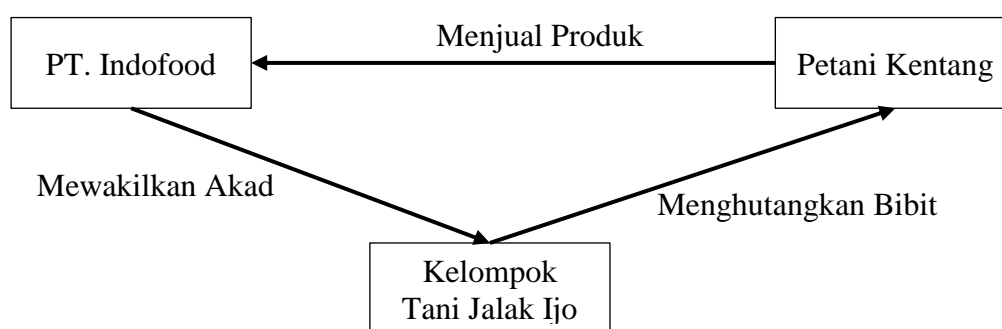 Menjual Produk
PT. Indofood
Petani Kentang
Mewakilkan Akad
Menghutangkan Bibit
Kelompok
Tani Jalak Ijo